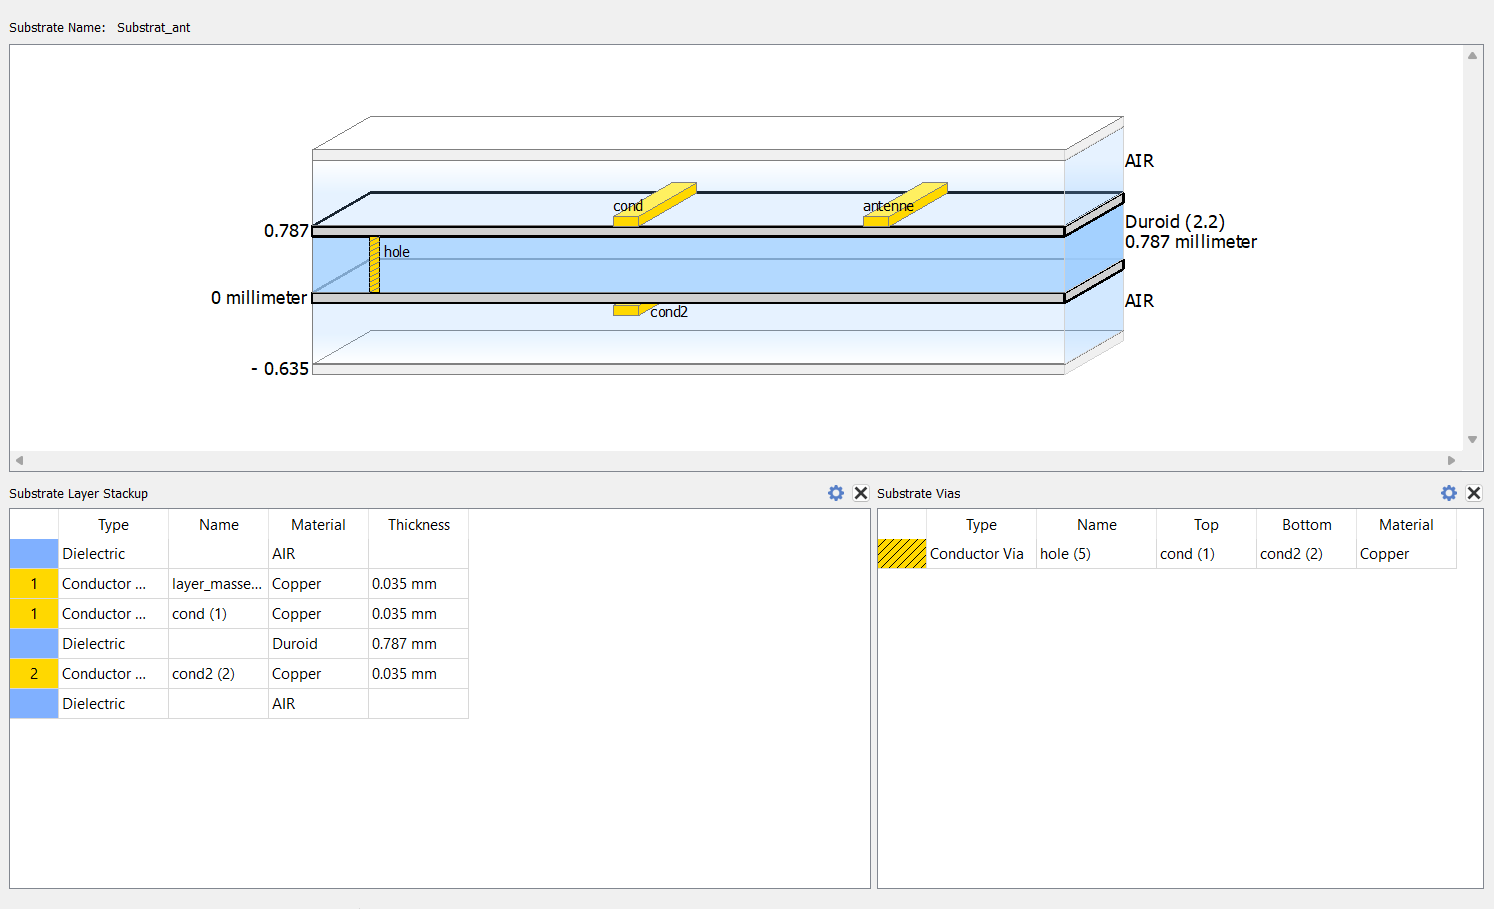 Substrate Name: Substrat_ant
AIR
cond antenne
0.787
Duroid (2.2)
0.787 millimeter
hole
0 millimeter
AIR
cond2
- 0.635
Substrate Layer Stackup
Type Name Material Thickness
Dielectric AIR
1 Conductor ... layer_masse... Copper 0.035 mm
1 Conductor ... cond (1) Copper 0.035 mm
Dielectric Duroid 0.787 mm
2 Conductor ... cond2 (2) Copper 0.035 mm
Dielectric AIR
Substrate Vias
Type Name Top Bottom Material
Conductor Via hole (5) cond (1) cond2 (2) Copper